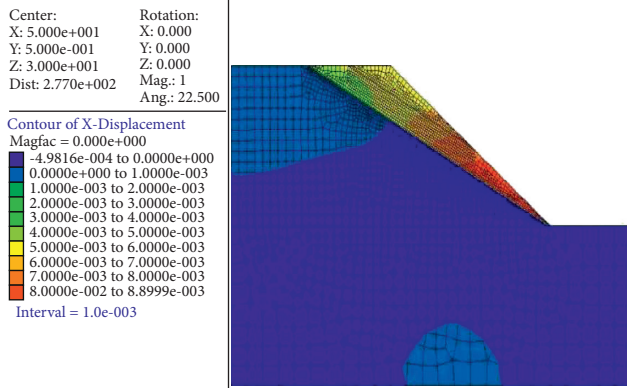 Center:
X: 5.000e+001
Y: 5.000e-001
Z: 3.000e+001
Dist: 2.770e+002
Rotation:
X: 0.000
Y: 0.000
Z: 0.000
Mag.: 1
Ang.: 22.500
Contour of X-Displacement
Magfac = 0.000e+000
-4.9816e-004 to 0.0000e+000
0.0000e+000 to 1.0000e-003
1.0000e-003 to 2.0000e-003
2.0000e-003 to 3.0000e-003
3.0000e-003 to 4.0000e-003
4.0000e-003 to 5.0000e-003
5.0000e-003 to 6.0000e-003
6.0000e-003 to 7.0000e-003
7.0000e-003 to 8.0000e-003
8.0000e-002 to 8.8999e-003
Interval = 1.0e-003